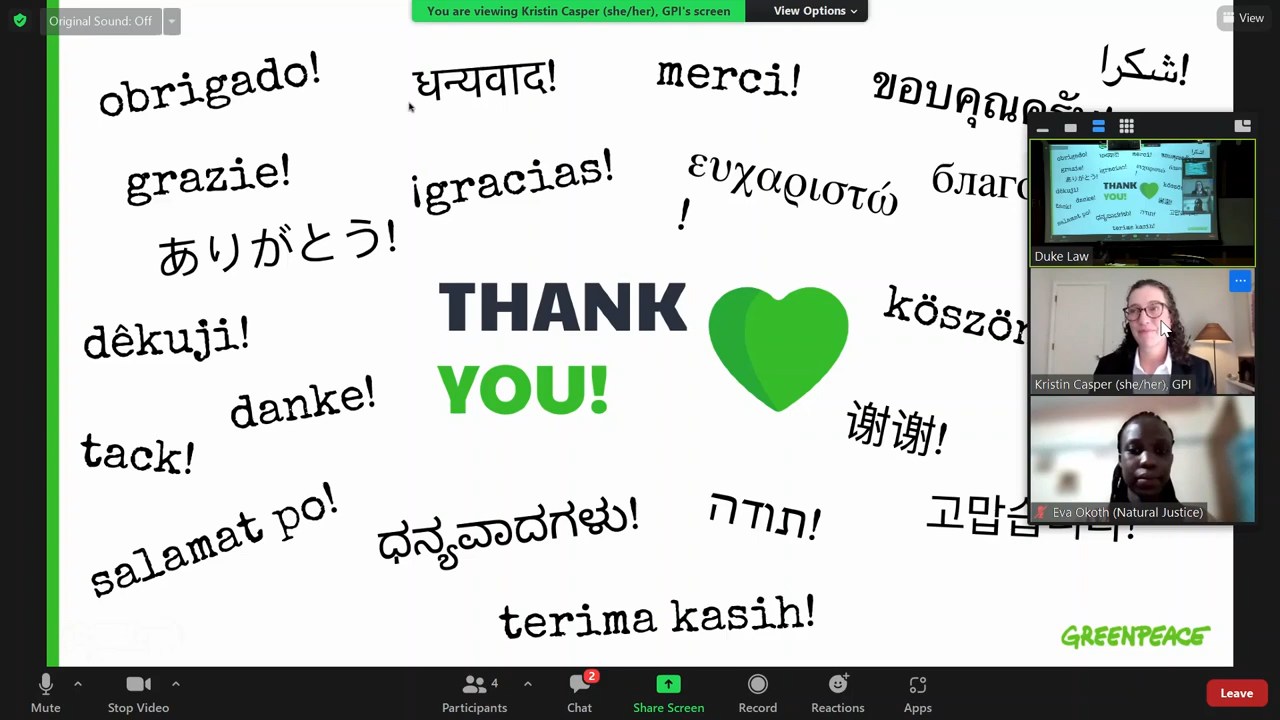 Original Sound: Off
You are viewing Kristin Casper (she/her), GPI's screen
View Options
View
obrigado!
धन्यवाद!
merci!
شكرا!
grazie!
¡gracias!
ευχαριστώ
!
ありがとう!
THANK
YOU!
dêkuji!
danke!
tack!
谢谢!
salamat po!
ಧನ್ಯವಾದಗಳು!
תודה!
terima kasih!
GREENPEACE
Duke Law
Kristin Casper (she/her), GPI
Eva Okoth (Natural Justice)
Mute
Stop Video
Participants
4
Chat
2
Share Screen
Record
Reactions
Apps
Leave